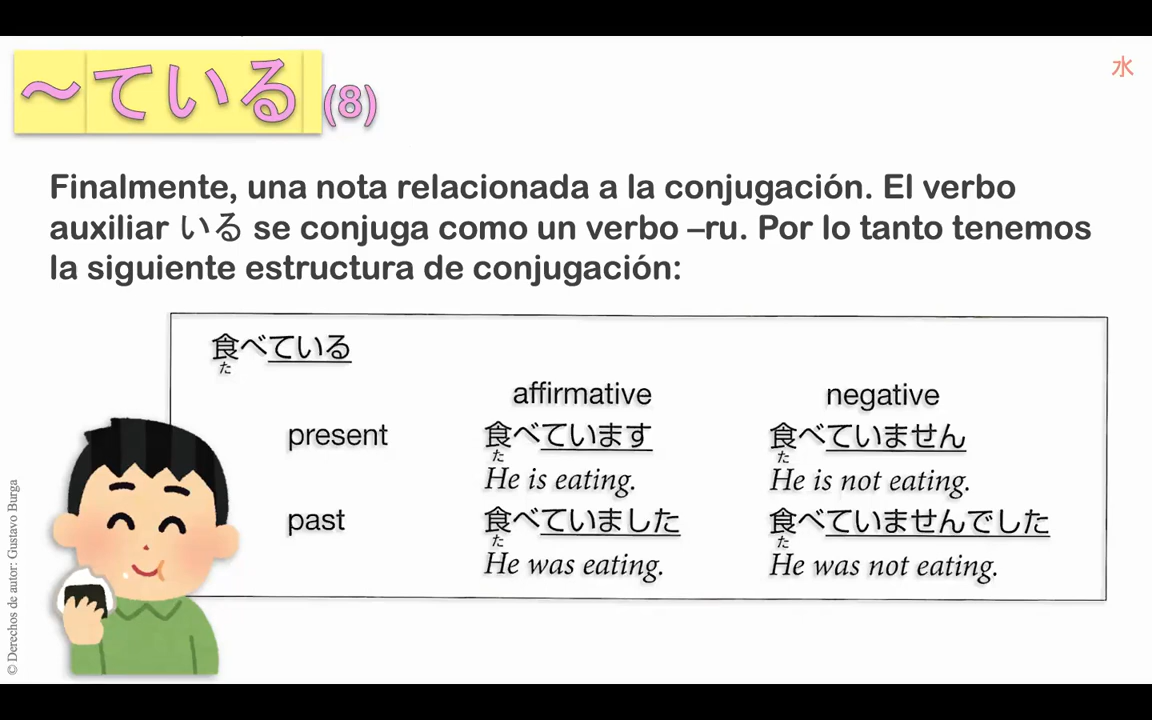 ～ている (8)
水
Finalmente, una nota relacionada a la conjugación. El verbo
auxiliar いる se conjuga como un verbo –ru. Por lo tanto tenemos
la siguiente estructura de conjugación:
食べている
た
affirmative negative
present 食べています 食べていません
た た
He is eating. He is not eating.
past 食べていました 食べていませんでした
た た
He was eating. He was not eating.
© Derechos de autor: Gustavo Burga